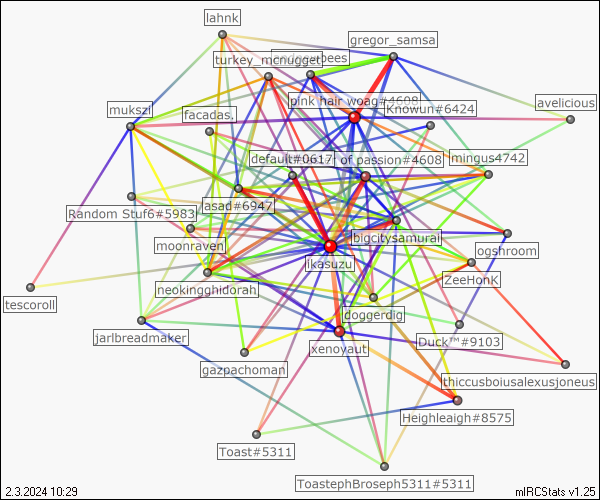 lahnk
gregor_samsa
turkey_mcnugget
bees
pink hair woag#4608
Knowun#6424
avelicious
mukszi
facadas.
default#0617
of passion#4608
mingus4742
asad#6947
Random Stuf6#5983
bigcitysamurai
moonraven
ikasuzu
ogshroom
ZeeHonK
neokingghidorah
tescoroll
doggerdig
jarlbreadmaker
xenoyaut
Duck™#9103
gazpachoman
thiccusboiusalexusjoneus
Heighleaigh#8575
Toast#5311
ToastephBroseph5311#5311
2.3.2024 10:29
mIRCStats v1.25